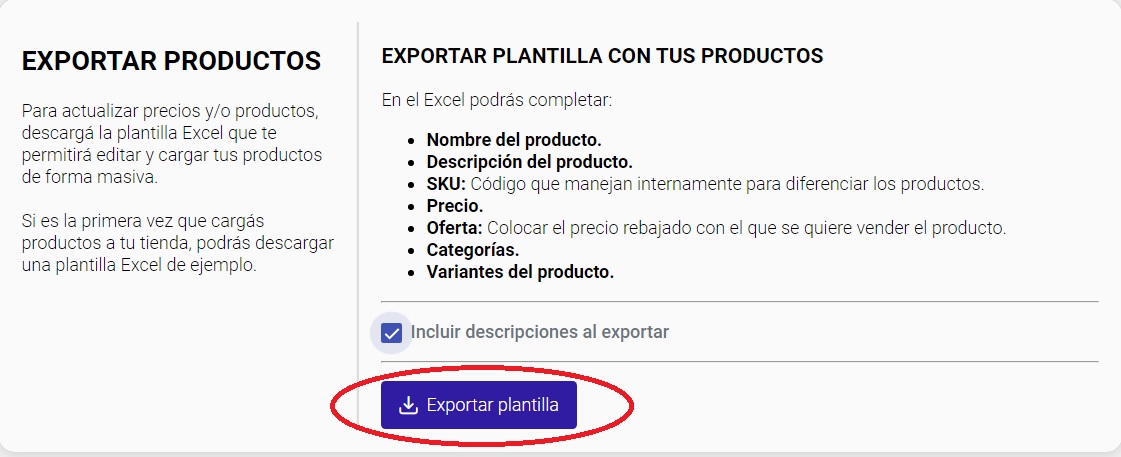 EXPORTAR PRODUCTOS
Para actualizar precios y/o productos,
descargá la plantilla Excel que te
permitirá editar y cargar tus productos
de forma masiva.
Si es la primera vez que cargás
productos a tu tienda, podrás descargar
una plantilla Excel de ejemplo.
EXPORTAR PLANTILLA CON TUS PRODUCTOS
En el Excel podrás completar:
• Nombre del producto.
• Descripción del producto.
• SKU: Código que manejan internamente para diferenciar los productos.
• Precio.
• Oferta: Colocar el precio rebajado con el que se quiere vender el producto.
• Categorías.
• Variantes del producto.
Incluir descripciones al exportar
Exportar plantilla